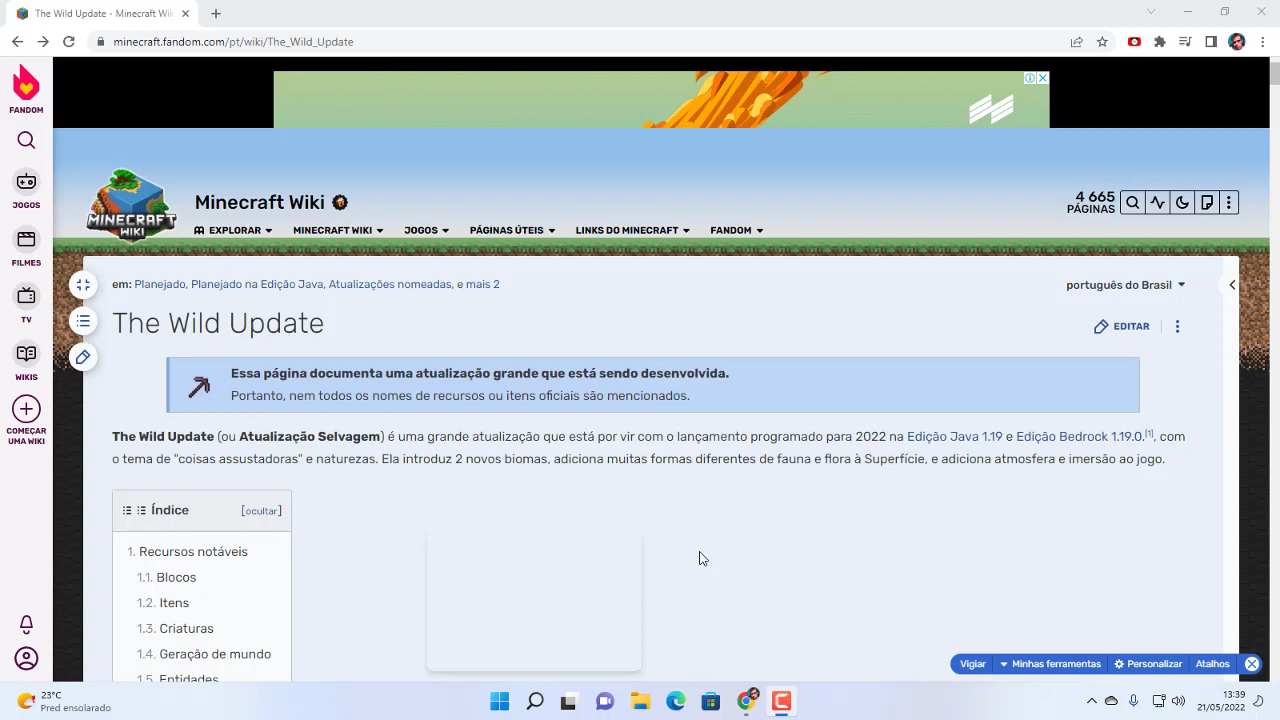 The Wild Update - Minecraft Wik
minecraft.fandom.com/pt/wiki/The_Wild_Update
FANDOM
JOGOS
FILMES
TV
WIKIS
COMEÇAR
UMA WIKI
MINECRAFT
WIKI
Minecraft Wiki
4 665
PÁGINAS
EXPLORAR MINECRAFT WIKI JOGOS PÁGINAS ÚTEIS LINKS DO MINECRAFT FANDOM
em: Planejado, Planejado na Edição Java, Atualizações nomeadas, e mais 2
português do Brasil
The Wild Update
EDITAR
Essa página documenta uma atualização grande que está sendo desenvolvida.
Portanto, nem todos os nomes de recursos ou itens oficiais são mencionados.
The Wild Update (ou Atualização Selvagem) é uma grande atualização que está por vir com o lançamento programado para 2022 na Edição Java 1.19 e Edição Bedrock 1.19.0.[1], com
o tema de "coisas assustadoras" e naturezas. Ela introduz 2 novos biomas, adiciona muitas formas diferentes de fauna e flora à Superfície, e adiciona atmosfera e imersão ao jogo.
Índice [ocultar]
1. Recursos notáveis
1.1. Blocos
1.2. Itens
1.3. Criaturas
1.4. Geração de mundo
1.5. Entidades
Vigiar Minhas ferramentas Personalizar Atalhos
23°C
Pred ensolarado
13:39
21/05/2022